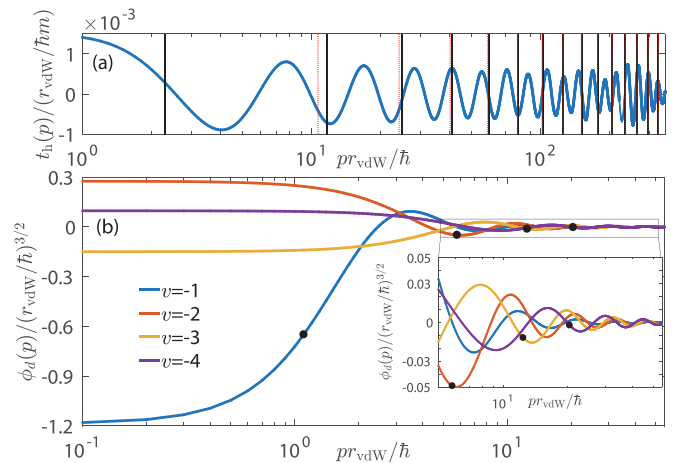 ×10⁻³
(a)
1
0
-1
t_h(p)/(r_vdW/ħm)
10⁰ 10¹ 10²
pr_vdW/ħ
(b)
0.3
0
-0.3
-0.6
-0.9
-1.2
ϕ_d(p)/(r_vdW/ħ)^3/2
v=-1
v=-2
v=-3
v=-4
0.05
0.03
0
-0.03
-0.05
ϕ_d(p)/(r_vdW/ħ)^3/2
10¹ pr_vdW/ħ
10⁻¹ 10⁰ pr_vdW/ħ 10¹